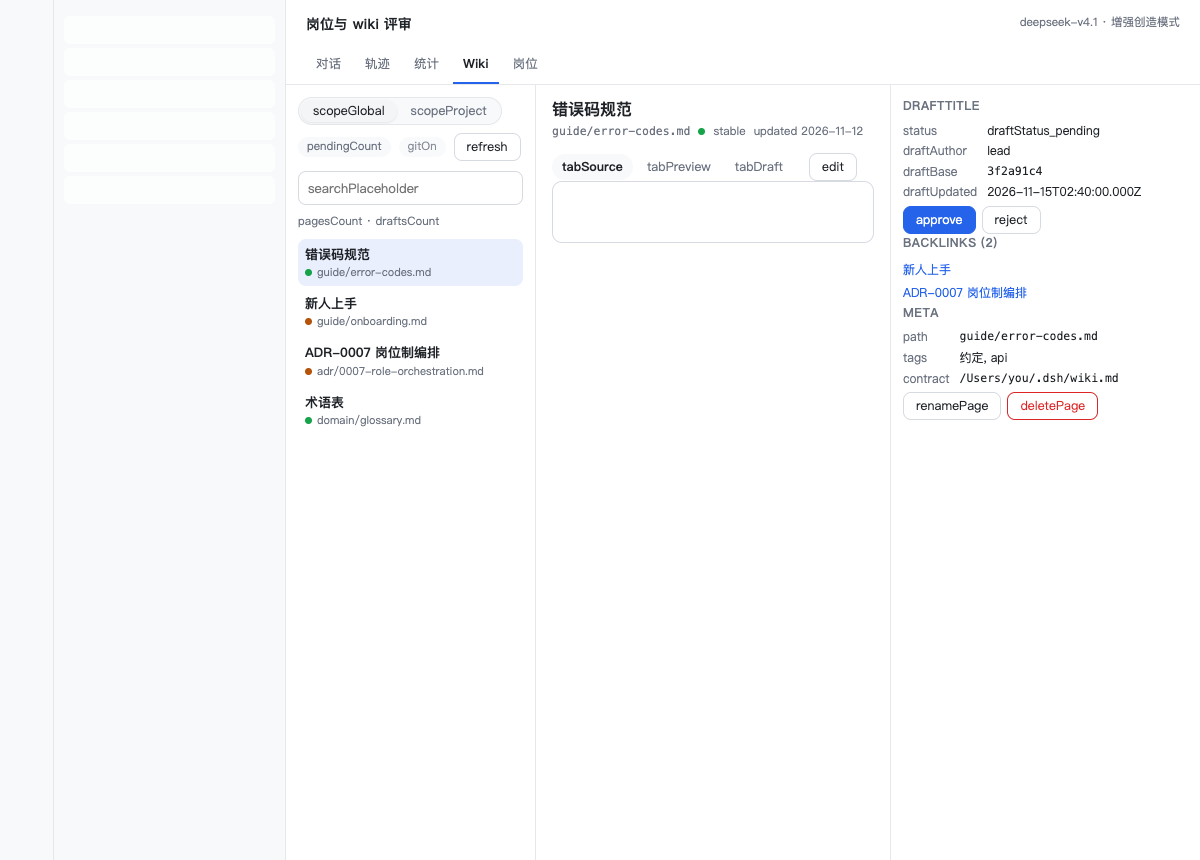 岗位与 wiki 评审
deepseek-v4.1 · 增强创造模式
对话 轨迹 统计 Wiki 岗位
scopeGlobal scopeProject
pendingCount gitOn refresh
searchPlaceholder
pagesCount · draftsCount
错误码规范
guide/error-codes.md
新人上手
guide/onboarding.md
ADR-0007 岗位制编排
adr/0007-role-orchestration.md
术语表
domain/glossary.md
错误码规范
guide/error-codes.md stable updated 2026-11-12
tabSource tabPreview tabDraft edit
DRAFTTITLE
status draftStatus_pending
draftAuthor lead
draftBase 3f2a91c4
draftUpdated 2026-11-15T02:40:00.000Z
approve reject
BACKLINKS (2)
新人上手
ADR-0007 岗位制编排
META
path guide/error-codes.md
tags 约定, api
contract /Users/you/.dsh/wiki.md
renamePage deletePage